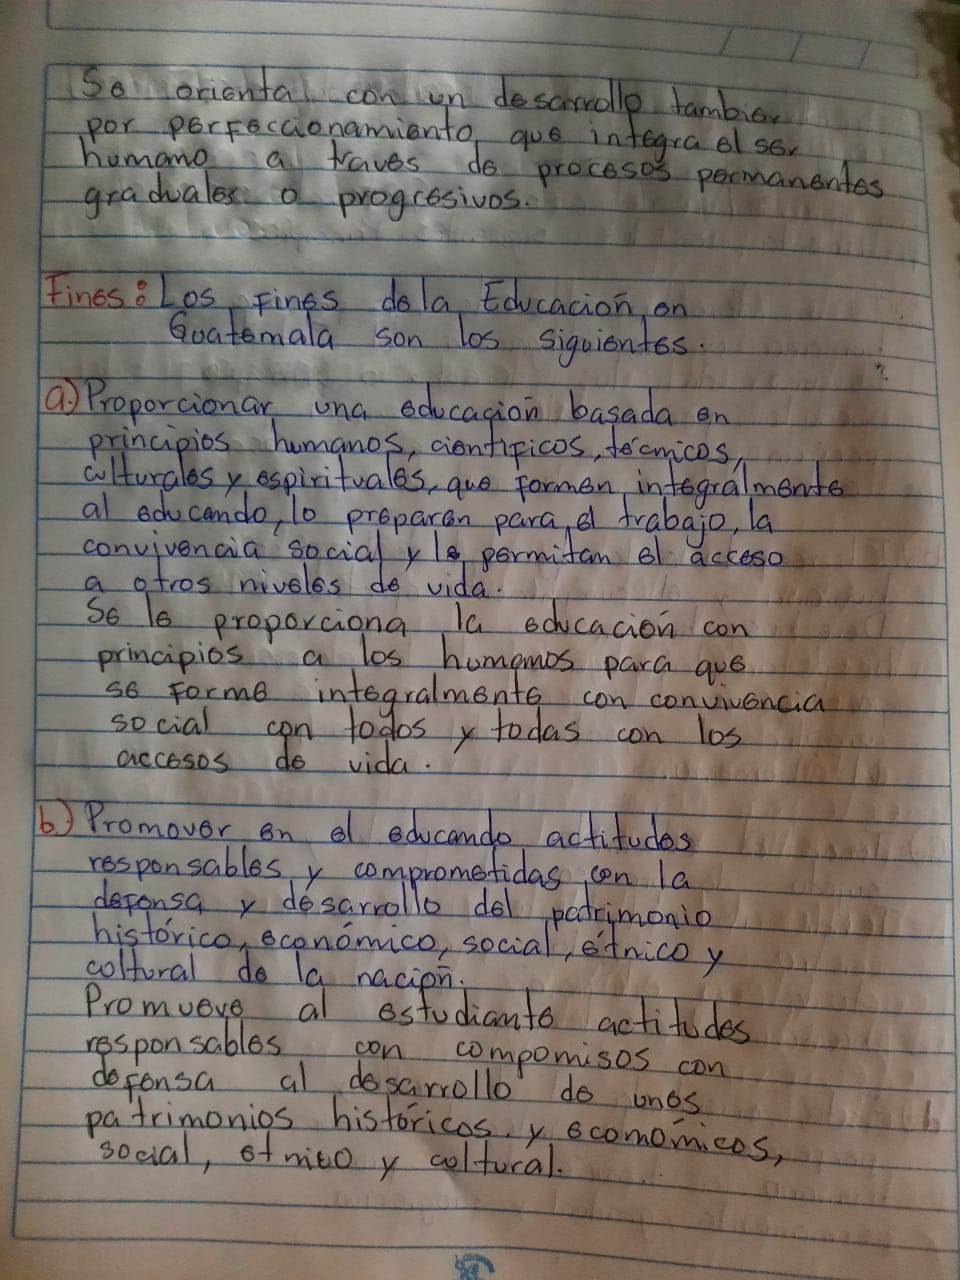 Se orienta con un desarrollo tambien
por perfeccionamiento que integra el ser
humano a traves de procesos permanentes
graduales o progresivos.
Fines: Los fines de la Educación en
Guatemala son los siguientes.
a.) Proporcionar una educación basada en
principios humanos, cientificos, técnicos,
culturales y espirituales, que formen integralmente
al educando, lo preparen para el trabajo, la
convivencia social y le permitan el acceso
a otros niveles de vida.
Se le proporciona la educación con
principios a los humanos para que
se forme integralmente con convivencia
social con todos y todas con los
accesos de vida.
b.) Promover en el educando actitudes
responsables y comprometidas con la
defensa y désarrollo del patrimonio
histórico, económico, social, étnico y
coltural de la nación.
Promueve al estudiante actitudes
responsables con compomisos con
defensa al desarrollo de unos
patrimonios históricos y economicos,
social, etnico y coltural.